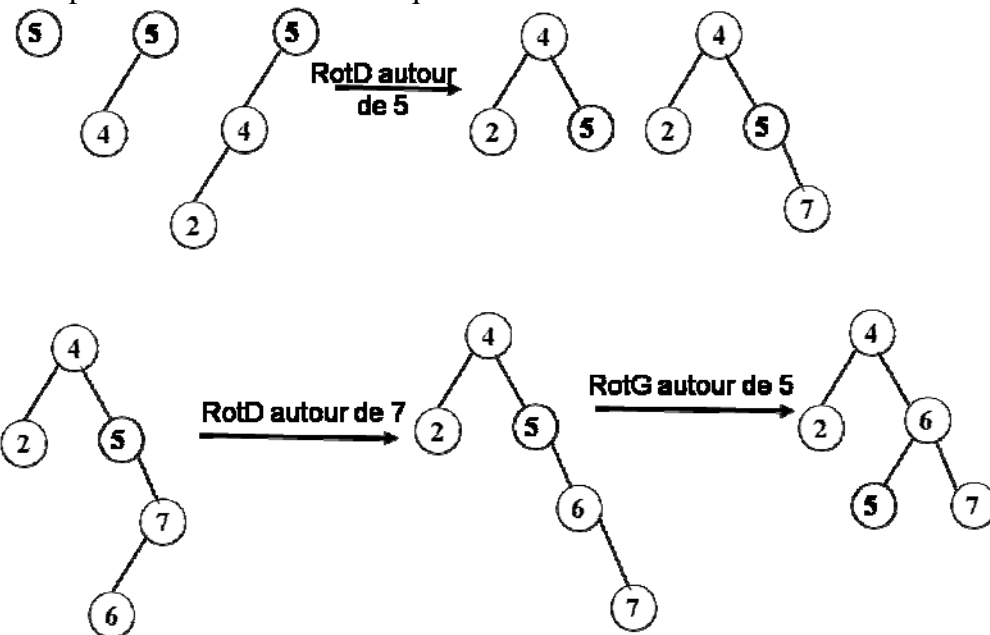 5 5 5 4 4
RotD autour
de 5
4 2 4 2 5 2 5
7
4 4 4
RotD autour de 7 RotG autour de 5
2 5 2 5 2 6
7 6 5 7
6 7